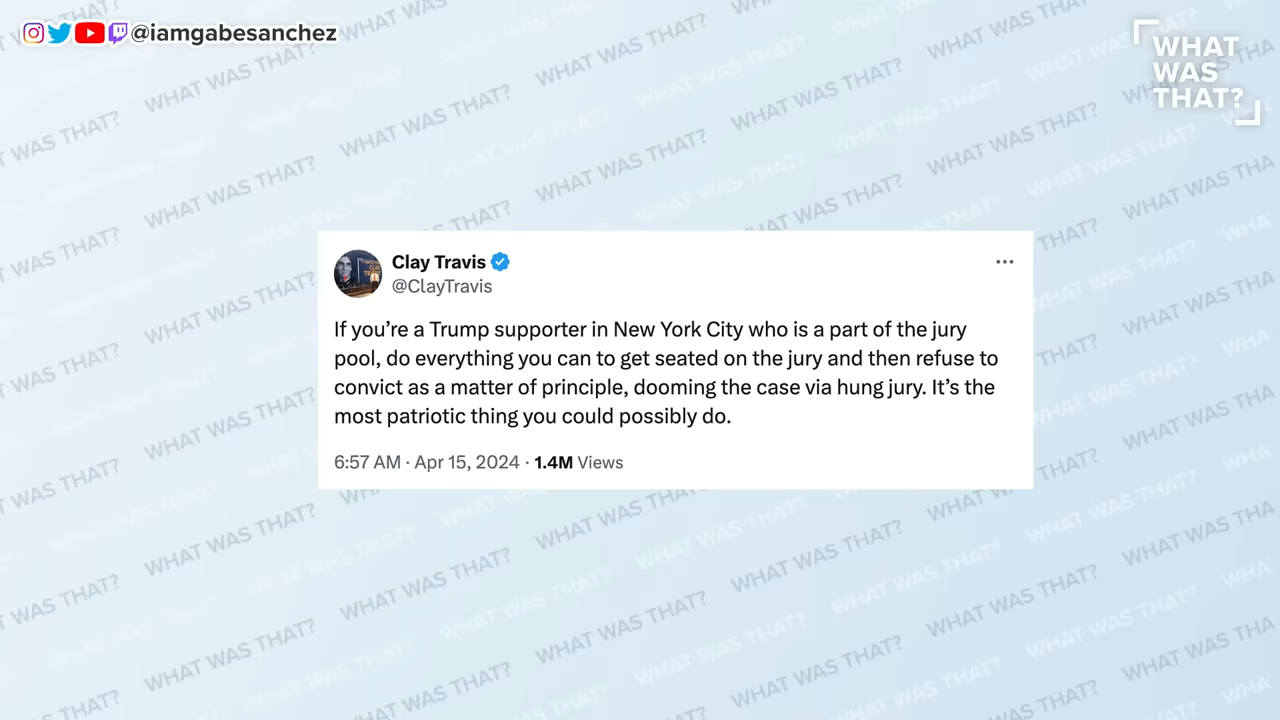 @iamgabesanchez
WHAT
WAS
THAT?
Clay Travis
@ClayTravis
If you’re a Trump supporter in New York City who is a part of the jury
pool, do everything you can to get seated on the jury and then refuse to
convict as a matter of principle, dooming the case via hung jury. It’s the
most patriotic thing you could possibly do.
6:57 AM · Apr 15, 2024 · 1.4M Views
WHAT WAS THAT?